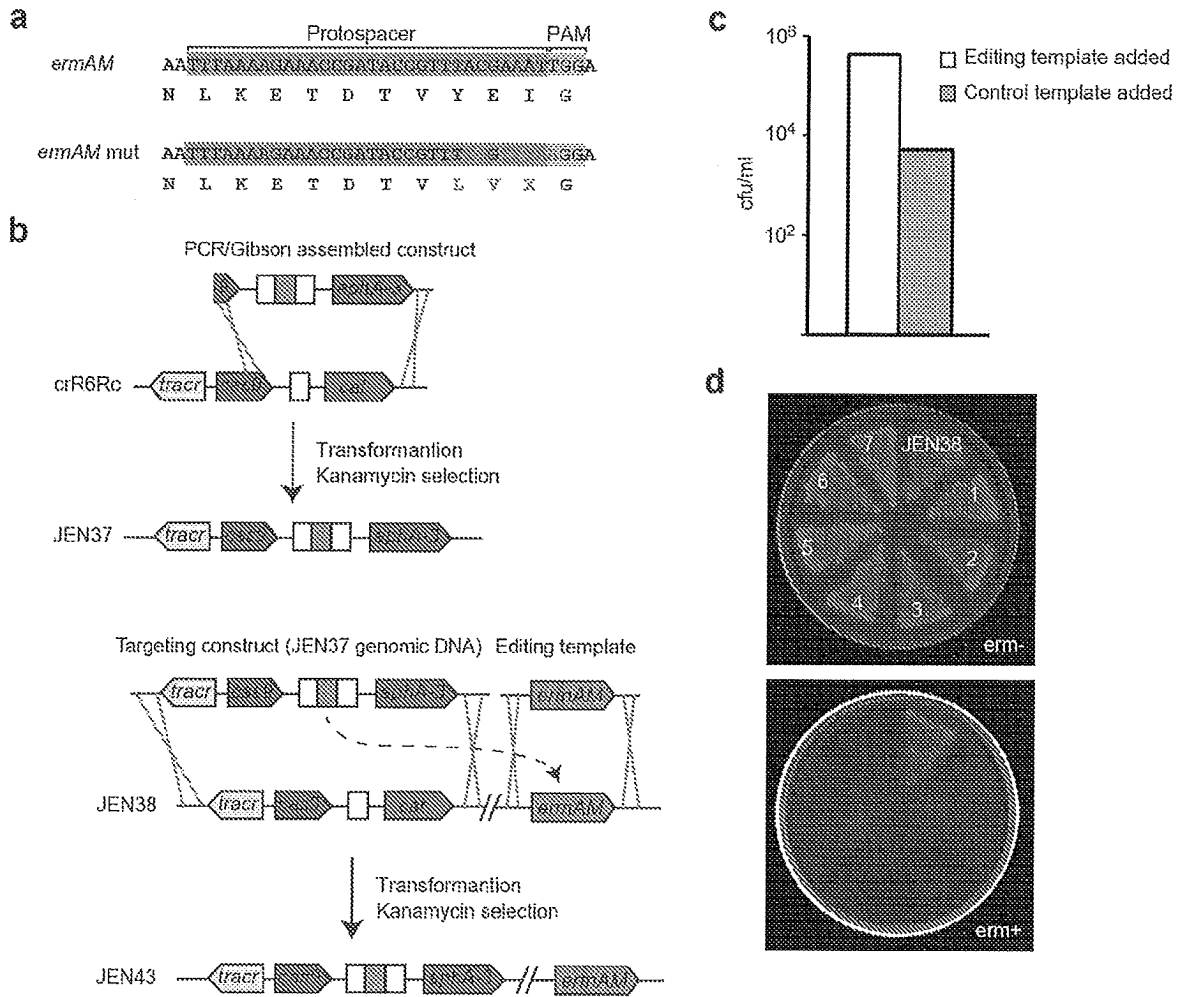 a
Protospacer PAM
ermAM
N L K E T D T V Y E I G
ermAM mut
N L K E T D T V L V X G
b
PCR/Gibson assembled construct
crR6Rc tracr
Transformantion
Kanamycin selection
JEN37 tracr
Targeting construct (JEN37 genomic DNA) Editing template
tracr ermAM
JEN38 tracr ermAM
Transformantion
Kanamycin selection
JEN43 tracr ermAM
c
cfu/ml
10⁴
10²
Editing template added
Control template added
d
JEN38
1
2
3
4
5
6
7
erm-
erm+